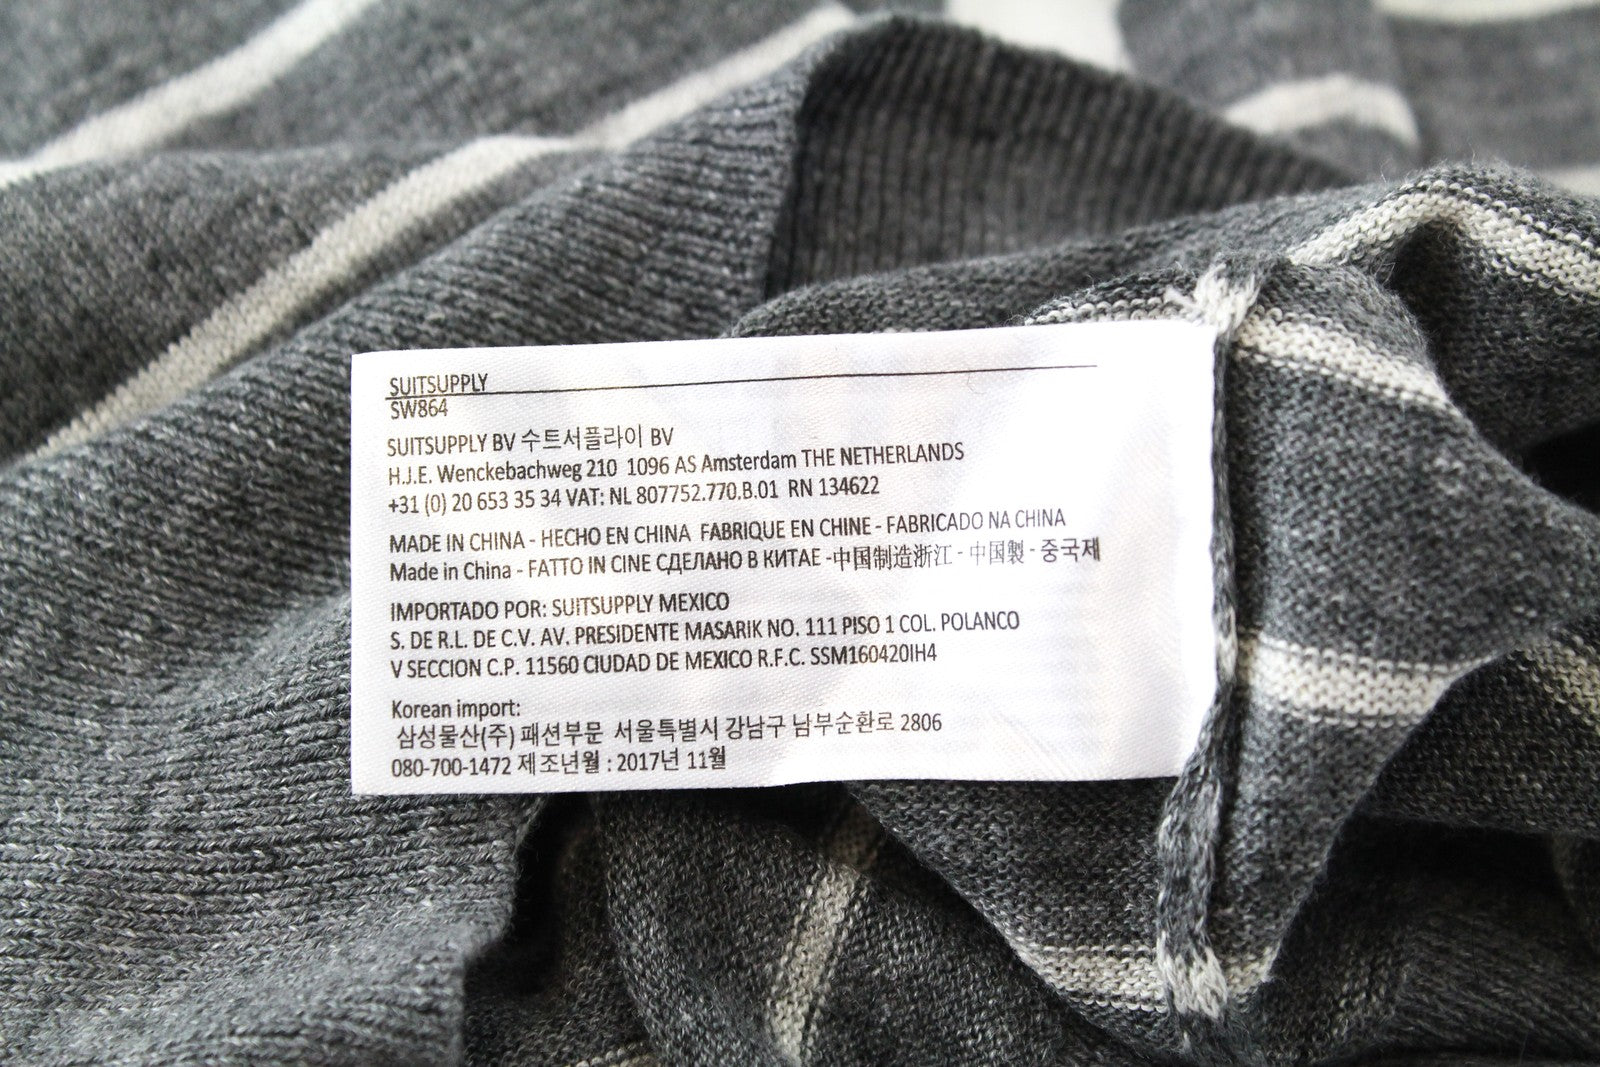 SUITSUPPLY
SW864
SUITSUPPLY BV 수트서플라이 BV
H.J.E. Wenckebachweg 210 1096 AS Amsterdam THE NETHERLANDS
+31 (0) 20 653 35 34 VAT: NL 807752.770.B.01 RN 134622
MADE IN CHINA - HECHO EN CHINA FABRIQUE EN CHINE - FABRICADO NA CHINA
Made in China - FATTO IN CINE СДЕЛАНО В КИТАЕ -中国制造浙江 - 中国製 - 중국제
IMPORTADO POR: SUITSUPPLY MEXICO
S. DE R.L. DE C.V. AV. PRESIDENTE MASARIK NO. 111 PISO 1 COL. POLANCO
V SECCION C.P. 11560 CIUDAD DE MEXICO R.F.C. SSM160420IH4
Korean import:
삼성물산(주) 패션부문 서울특별시 강남구 남부순환로 2806
080-700-1472 제조년월 : 2017년 11월